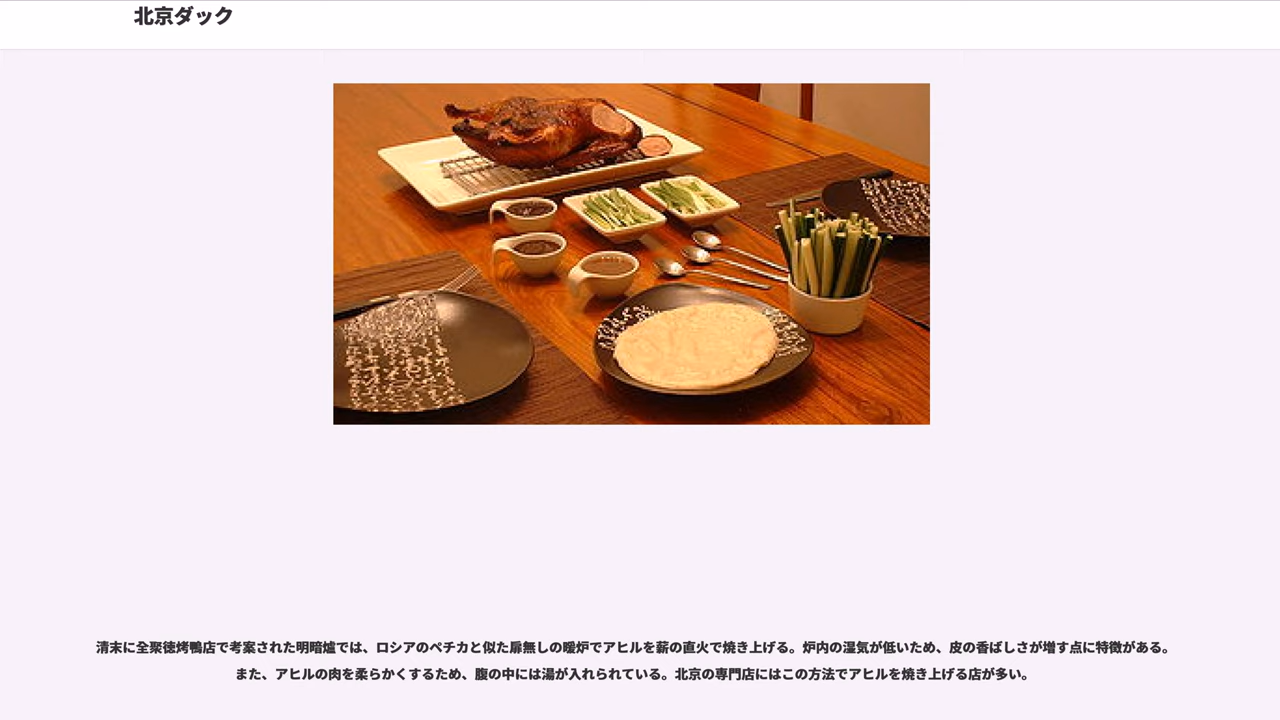 北京ダック
清末に全聚徳烤鴨店で考案された明暗爐では、ロシアのペチカと似た扉無しの暖炉でアヒルを薪の直火で焼き上げる。炉内の湿気が低いため、皮の香ばしさが増す点に特徴がある。
また、アヒルの肉を柔らかくするため、腹の中には湯が入れられている。北京の専門店にはこの方法でアヒルを焼き上げる店が多い。